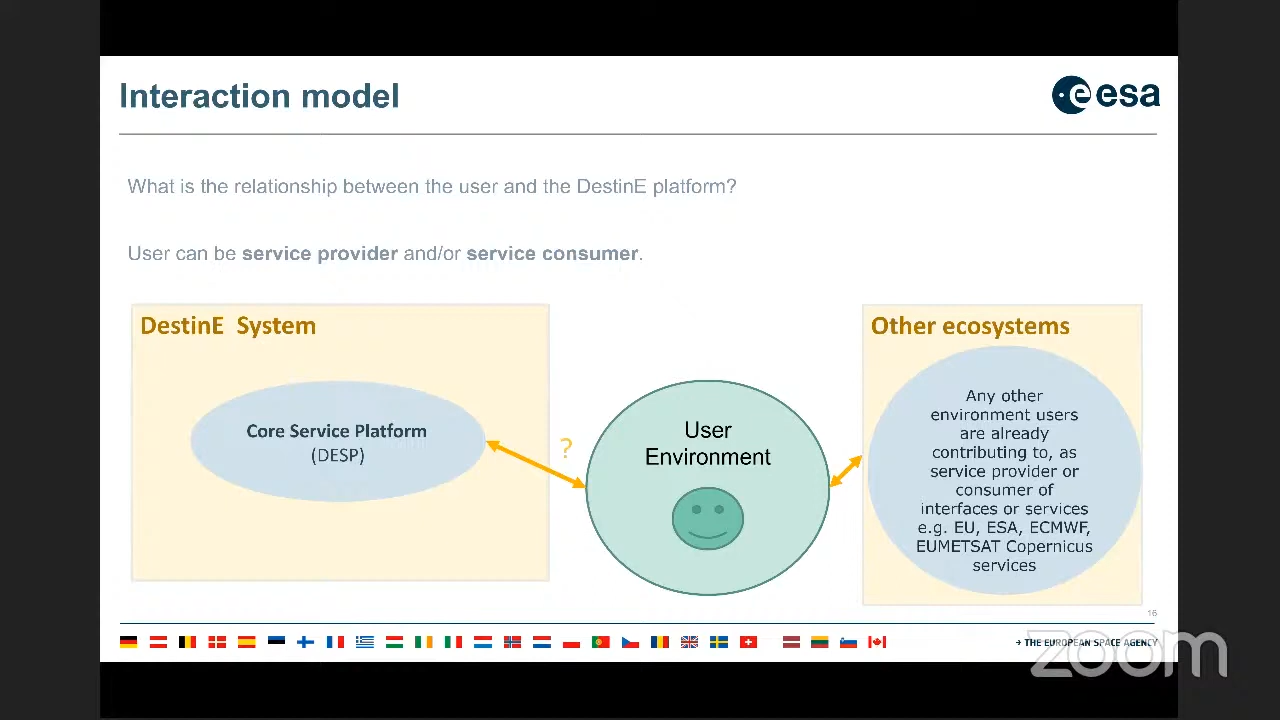 Interaction model
esa
What is the relationship between the user and the DestinE platform?
User can be service provider and/or service consumer.
DestinE System
Core Service Platform
(DESP)
?
User
Environment
Other ecosystems
Any other
environment users
are already
contributing to, as
service provider or
consumer of
interfaces or services
e.g. EU, ESA, ECMWF,
EUMETSAT Copernicus
services
16
→ THE EUROPEAN SPACE AGENCY
zoom